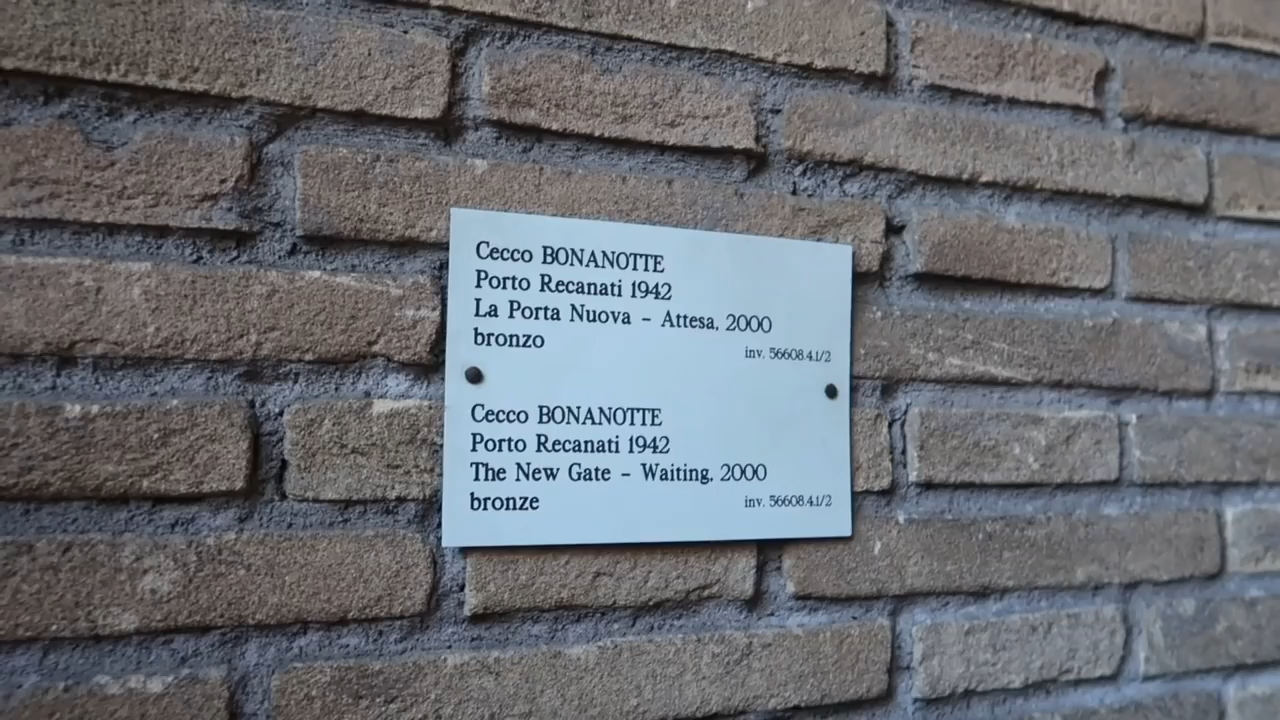 Cecco BONANOTTE
Porto Recanati 1942
La Porta Nuova – Attesa, 2000
bronzo
inv. 56608.4.1/2
Cecco BONANOTTE
Porto Recanati 1942
The New Gate – Waiting, 2000
bronze
inv. 56608.4.1/2